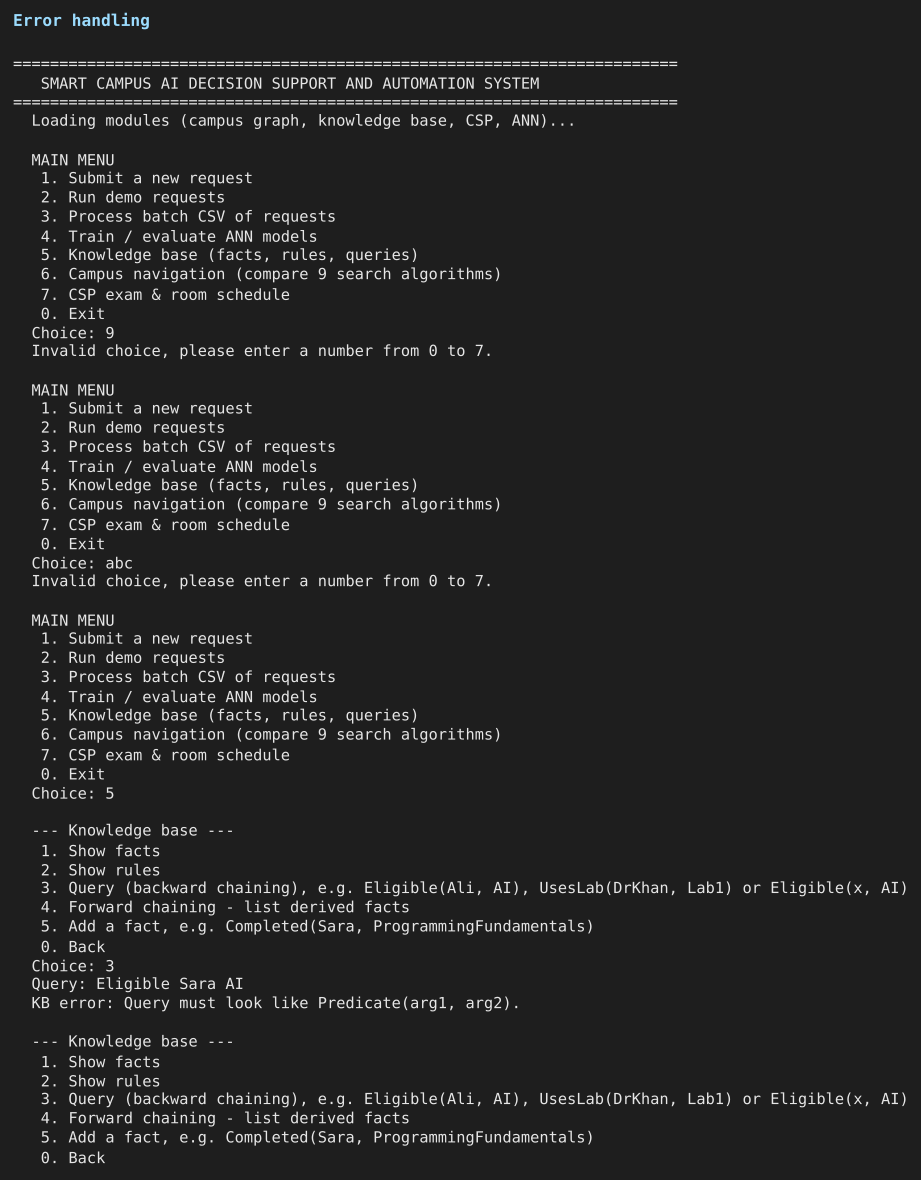 Error handling
========================================================================
SMART CAMPUS AI DECISION SUPPORT AND AUTOMATION SYSTEM
========================================================================
Loading modules (campus graph, knowledge base, CSP, ANN)...
MAIN MENU
1. Submit a new request
2. Run demo requests
3. Process batch CSV of requests
4. Train / evaluate ANN models
5. Knowledge base (facts, rules, queries)
6. Campus navigation (compare 9 search algorithms)
7. CSP exam & room schedule
0. Exit
Choice: 9
Invalid choice, please enter a number from 0 to 7.
MAIN MENU
1. Submit a new request
2. Run demo requests
3. Process batch CSV of requests
4. Train / evaluate ANN models
5. Knowledge base (facts, rules, queries)
6. Campus navigation (compare 9 search algorithms)
7. CSP exam & room schedule
0. Exit
Choice: abc
Invalid choice, please enter a number from 0 to 7.
MAIN MENU
1. Submit a new request
2. Run demo requests
3. Process batch CSV of requests
4. Train / evaluate ANN models
5. Knowledge base (facts, rules, queries)
6. Campus navigation (compare 9 search algorithms)
7. CSP exam & room schedule
0. Exit
Choice: 5
--- Knowledge base ---
1. Show facts
2. Show rules
3. Query (backward chaining), e.g. Eligible(Ali, AI), UsesLab(DrKhan, Lab1) or Eligible(x, AI)
4. Forward chaining - list derived facts
5. Add a fact, e.g. Completed(Sara, ProgrammingFundamentals)
0. Back
Choice: 3
Query: Eligible Sara AI
KB error: Query must look like Predicate(arg1, arg2).
--- Knowledge base ---
1. Show facts
2. Show rules
3. Query (backward chaining), e.g. Eligible(Ali, AI), UsesLab(DrKhan, Lab1) or Eligible(x, AI)
4. Forward chaining - list derived facts
5. Add a fact, e.g. Completed(Sara, ProgrammingFundamentals)
0. Back